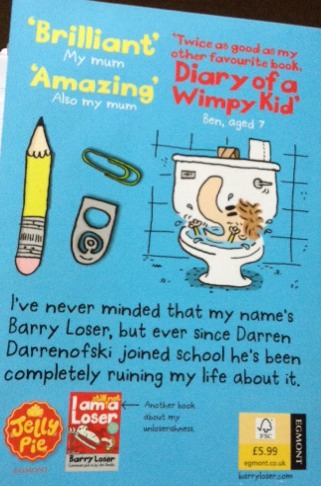 'Brilliant'
My mum
'Amazing'
Also my mum
'Twice as good as my
other favourite book,
Diary of a
Wimpy Kid'
Ben, aged 7
I've never minded that my name's
Barry Loser, but ever since Darren
Darrenofski joined school he's been
completely ruining my life about it.
Jelly
Pie
EGMONT
still not
I am a
Loser
Barry Loser
Another book
about my
unloserishness.
FSC
£5.99
egmont.co.uk
EGMONT
barryloser.com